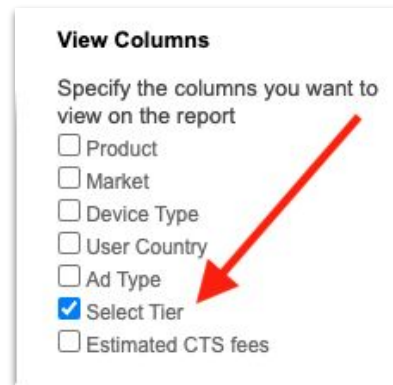 View Columns
Specify the columns you want to
view on the report
Product
Market
Device Type
User Country
Ad Type
Select Tier
Estimated CTS fees